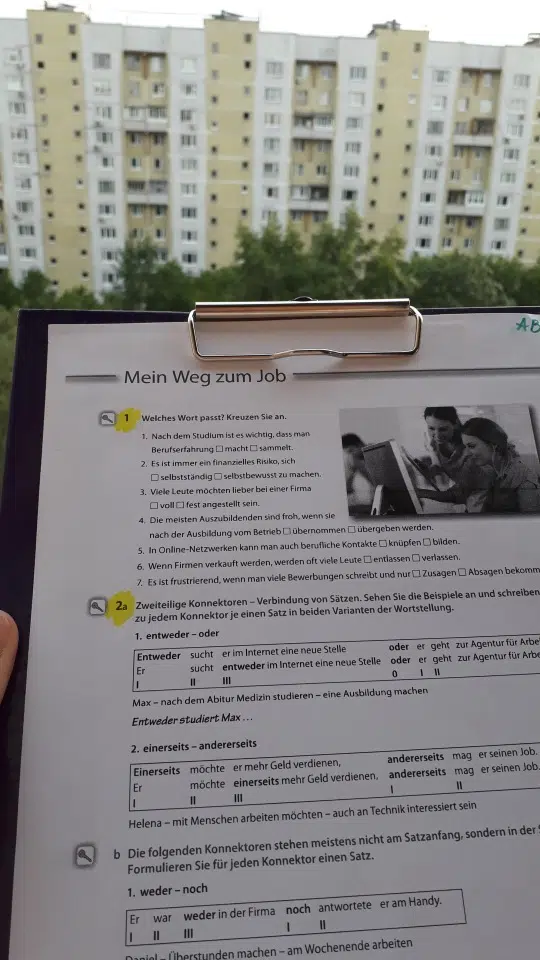 AB
Mein Weg zum Job
1 Welches Wort passt? Kreuzen Sie an.
1. Nach dem Studium ist es wichtig, dass man
Berufserfahrung ☐ macht ☐ sammelt.
2. Es ist immer ein finanzielles Risiko, sich
☐ selbstständig ☐ selbstbewusst zu machen.
3. Viele Leute möchten lieber bei einer Firma
☐ voll ☐ fest angestellt sein.
4. Die meisten Auszubildenden sind froh, wenn sie
nach der Ausbildung vom Betrieb ☐ übernommen ☐ übergeben werden.
5. In Online-Netzwerken kann man auch berufliche Kontakte ☐ knüpfen ☐ bilden.
6. Wenn Firmen verkauft werden, werden oft viele Leute ☐ entlassen ☐ verlassen.
7. Es ist frustrierend, wenn man viele Bewerbungen schreibt und nur ☐ Zusagen ☐ Absagen bekomm
2a Zweiteilige Konnektoren – Verbindung von Sätzen. Sehen Sie die Beispiele an und schreiben
zu jedem Konnektor je einen Satz in beiden Varianten der Wortstellung.
1. entweder – oder
Entweder sucht er im Internet eine neue Stelle oder er geht zur Agentur für Arbe
Er sucht entweder im Internet eine neue Stelle oder er geht zur Agentur für Arbe
I II III 0 I II
Max – nach dem Abitur Medizin studieren – eine Ausbildung machen
Entweder studiert Max ...
2. einerseits – andererseits
Einerseits möchte er mehr Geld verdienen, andererseits mag er seinen Job.
Er möchte einerseits mehr Geld verdienen, andererseits mag er seinen Job.
I II III I II
Helena – mit Menschen arbeiten möchten – auch an Technik interessiert sein
b Die folgenden Konnektoren stehen meistens nicht am Satzanfang, sondern in der
Formulieren Sie für jeden Konnektor einen Satz.
1. weder – noch
Er war weder in der Firma noch antwortete er am Handy.
I II III I II
Daniel – Überstunden machen – am Wochenende arbeiten